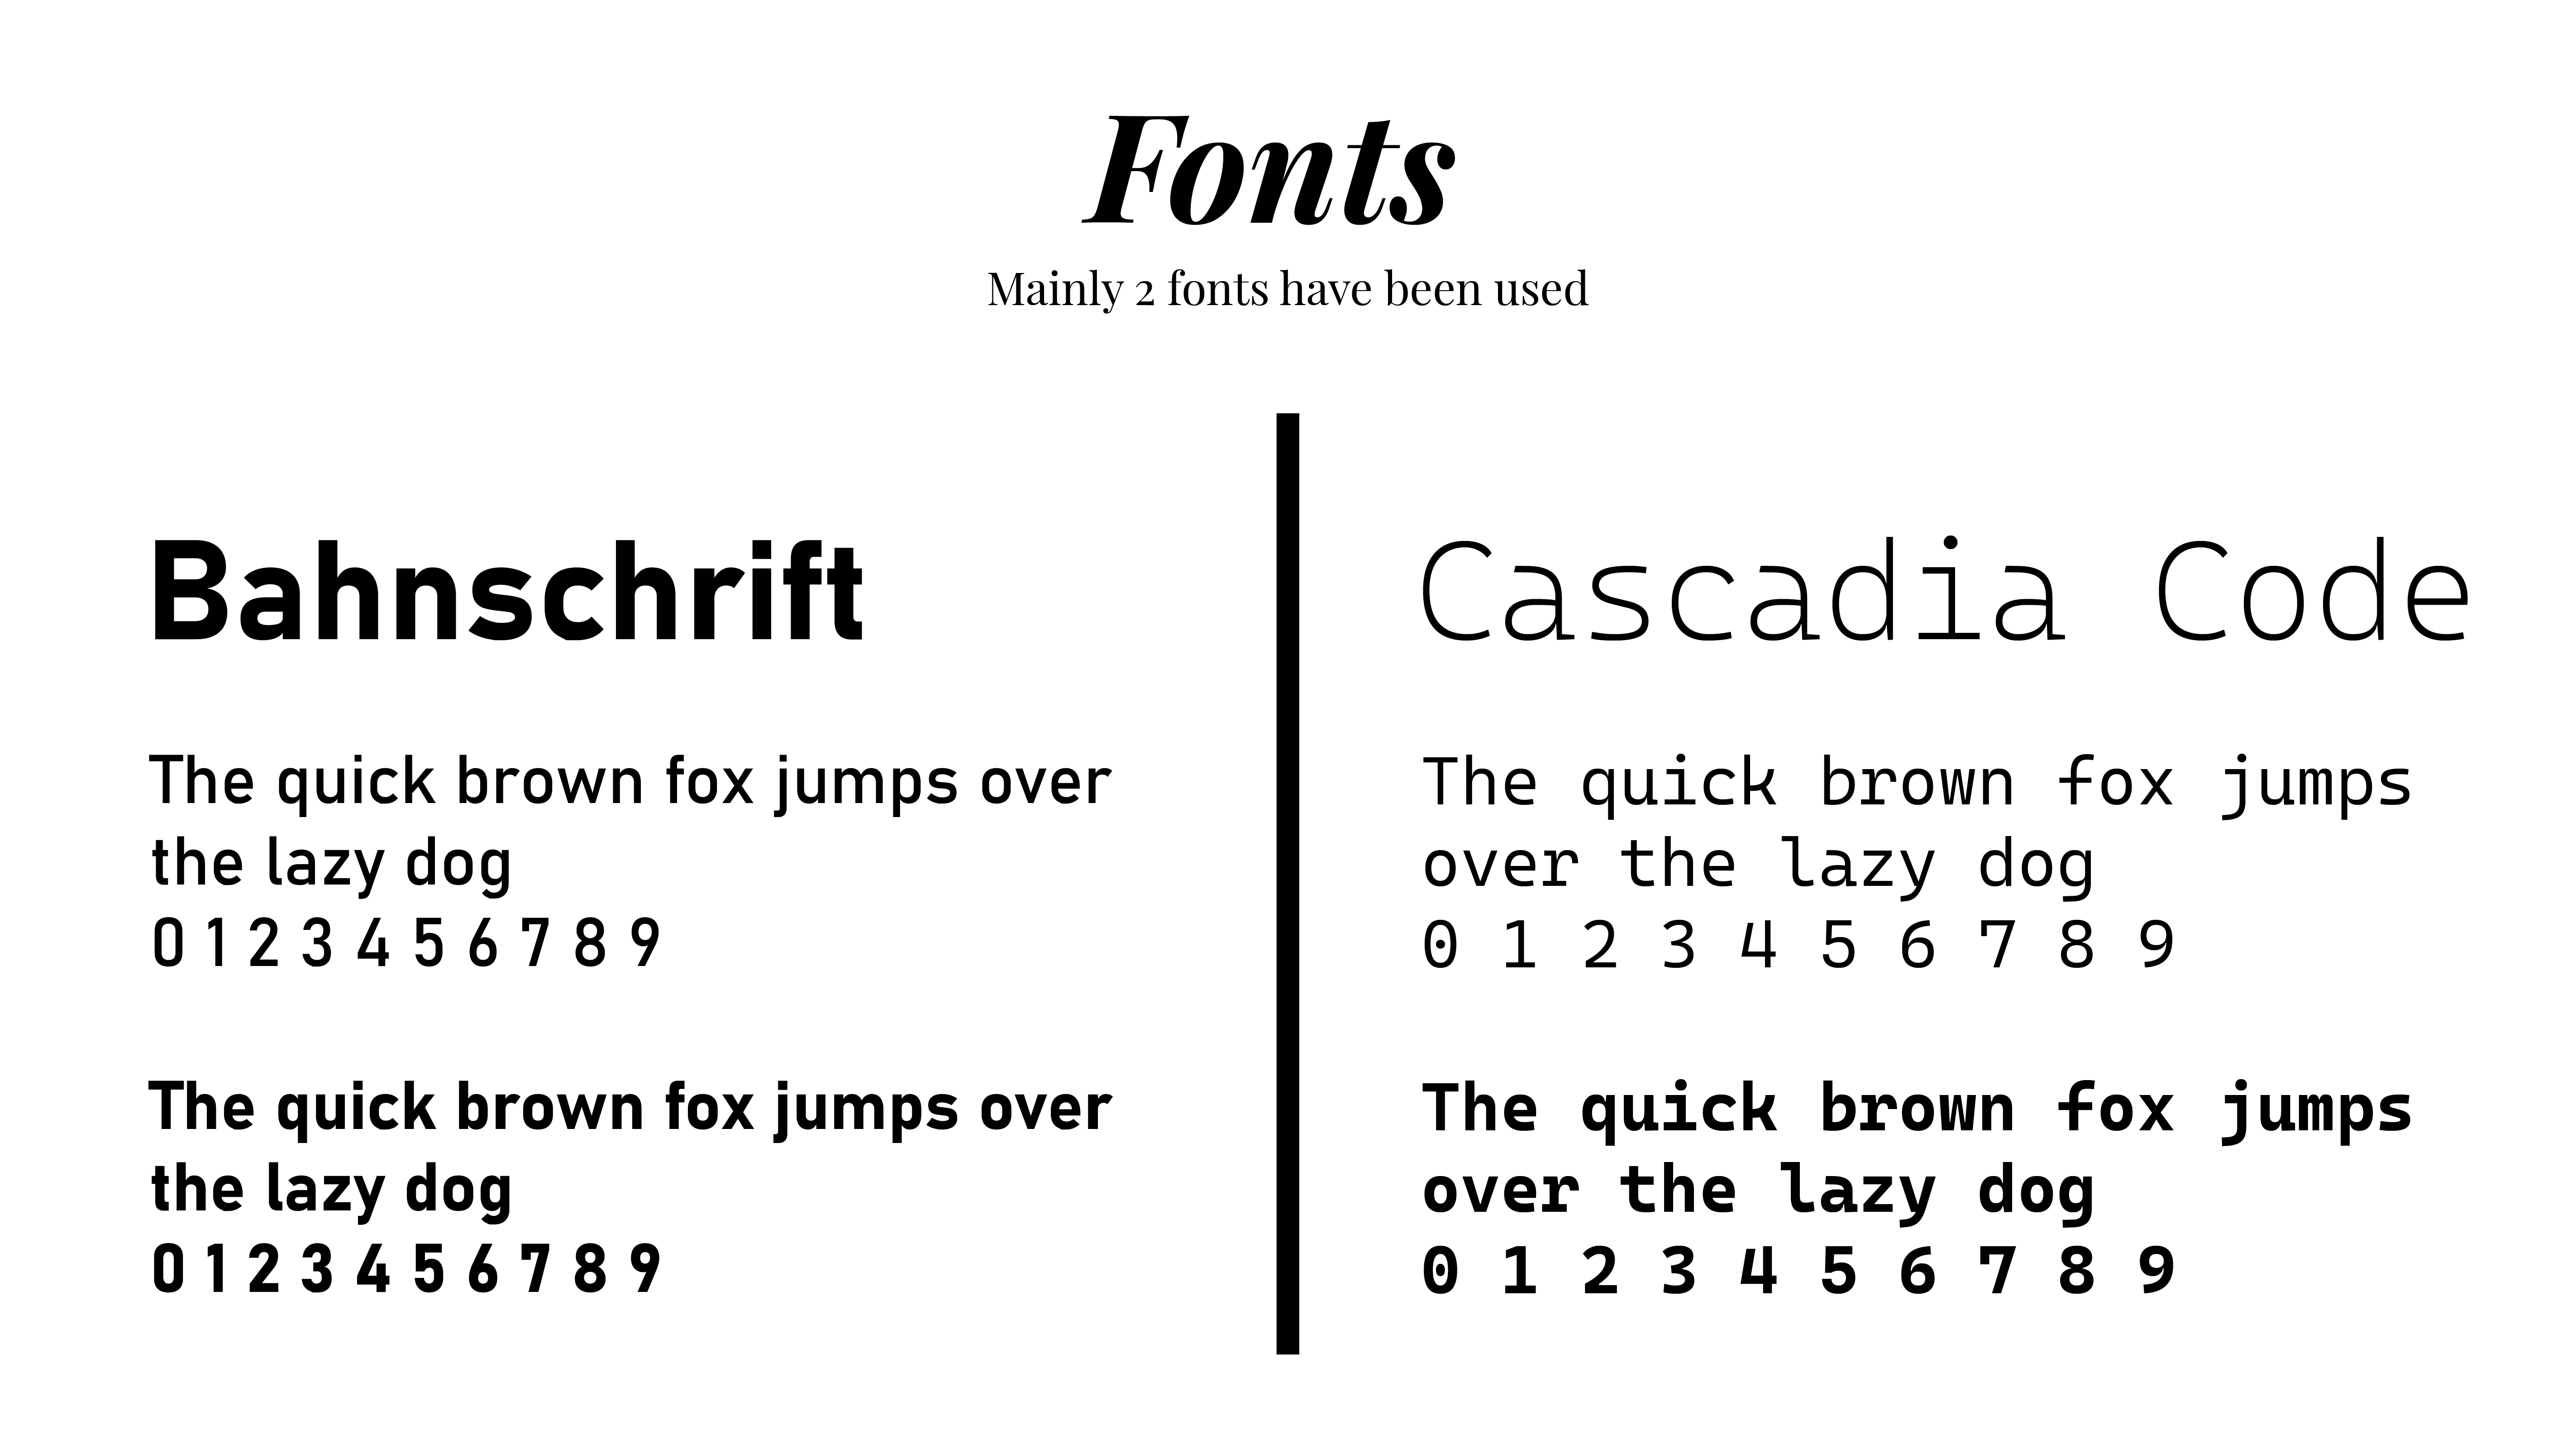 Fonts
Mainly 2 fonts have been used
Bahnschrift
The quick brown fox jumps over
the lazy dog
0 1 2 3 4 5 6 7 8 9
The quick brown fox jumps over
the lazy dog
0 1 2 3 4 5 6 7 8 9
Cascadia Code
The quick brown fox jumps
over the lazy dog
0 1 2 3 4 5 6 7 8 9
The quick brown fox jumps
over the lazy dog
0 1 2 3 4 5 6 7 8 9